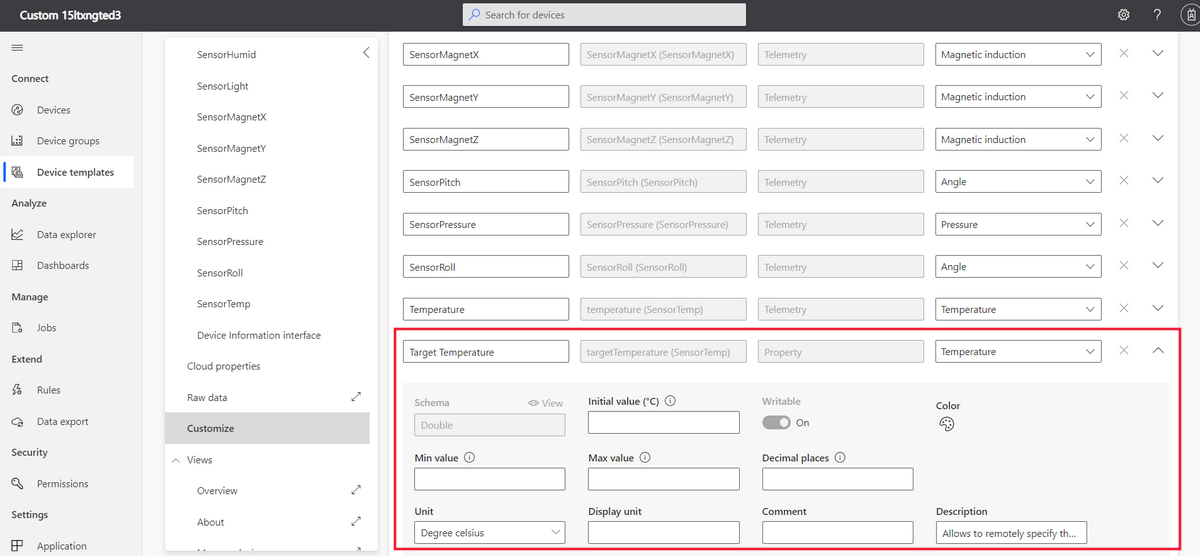 Custom 15ltxngted3
Search for devices
?
Connect
Devices
Device groups
Device templates
Analyze
Data explorer
Dashboards
Manage
Jobs
Extend
Rules
Data export
Security
Permissions
Settings
Application
SensorHumid
SensorLight
SensorMagnetX
SensorMagnetY
SensorMagnetZ
SensorPitch
SensorPressure
SensorRoll
SensorTemp
Device Information interface
Cloud properties
Raw data
Customize
Views
Overview
About
SensorMagnetX SensorMagnetX (SensorMagnetX) Telemetry Magnetic induction
SensorMagnetY SensorMagnetY (SensorMagnetY) Telemetry Magnetic induction
SensorMagnetZ SensorMagnetZ (SensorMagnetZ) Telemetry Magnetic induction
SensorPitch SensorPitch (SensorPitch) Telemetry Angle
SensorPressure SensorPressure (SensorPressure) Telemetry Pressure
SensorRoll SensorRoll (SensorRoll) Telemetry Angle
Temperature temperature (SensorTemp) Telemetry Temperature
Target Temperature targetTemperature (SensorTemp) Property Temperature
Schema View Initial value (°C) Writable Color
Double On
Min value Max value Decimal places
Unit Display unit Comment Description
Degree celsius Allows to remotely specify th...